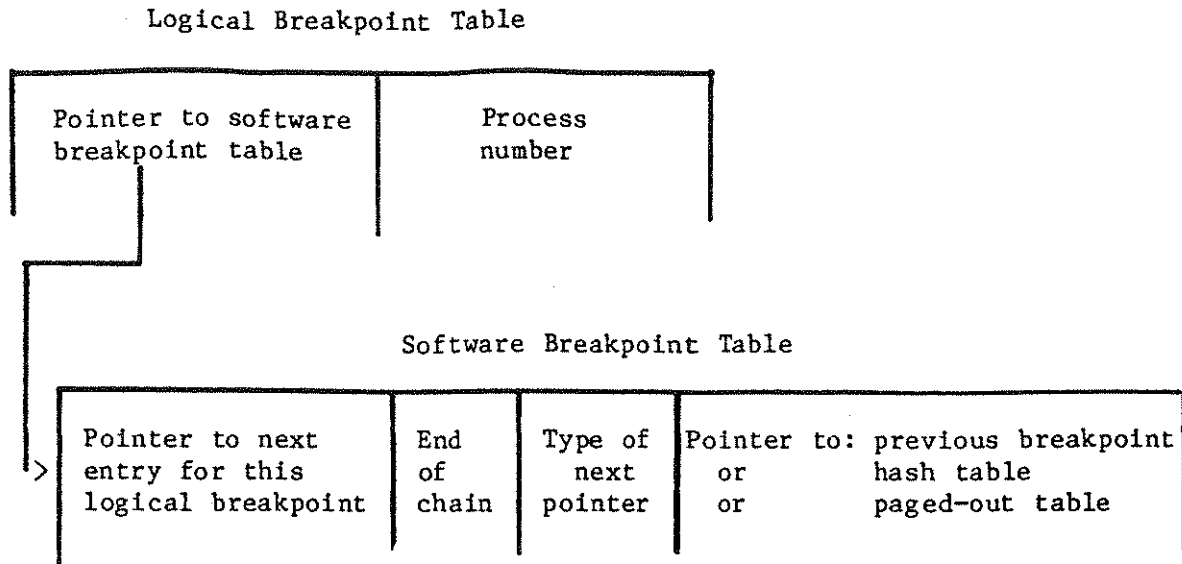 Logical Breakpoint Table
Pointer to software
breakpoint table
Process
number
Software Breakpoint Table
Pointer to next
entry for this
logical breakpoint
End
of
chain
Type of
next
pointer
Pointer to: previous breakpoint
or hash table
or paged-out table